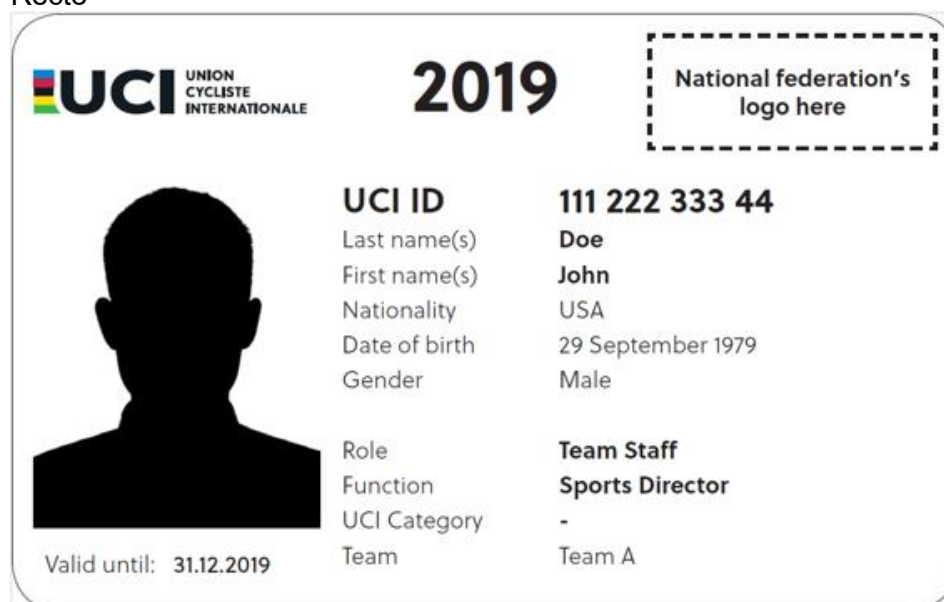 UCI UNION
CYCLISTE
INTERNATIONALE
2019
National federation's
logo here
UCI ID 111 222 333 44
Last name(s) Doe
First name(s) John
Nationality USA
Date of birth 29 September 1979
Gender Male
Role Team Staff
Function Sports Director
UCI Category -
Team Team A
Valid until: 31.12.2019